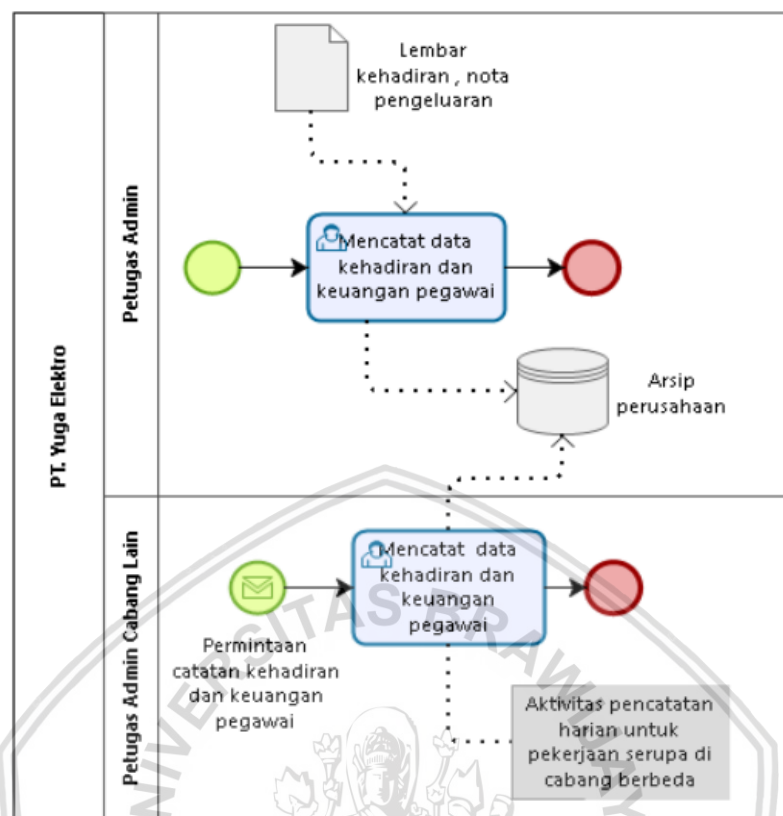 PT. Yuga Elektro
Petugas Admin
Lembar
kehadiran , nota
pengeluaran
Mencatat data
kehadiran dan
keuangan pegawai
Arsip
perusahaan
Petugas Admin Cabang Lain
Mencatat data
kehadiran dan
keuangan
pegawai
Permintaan
catatan kehadiran
dan keuangan
pegawai
Aktivitas pencatatan
harian untuk
pekerjaan serupa di
cabang berbeda
UNIVERSITAS BRAWIJAYA